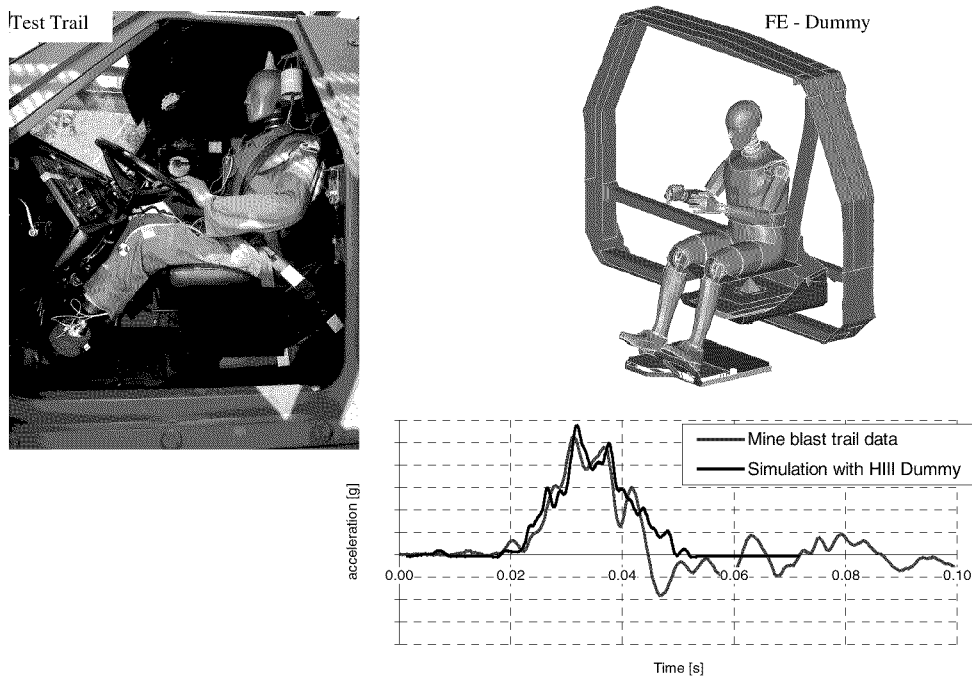 Test Trail
FE - Dummy
Mine blast trail data
Simulation with HIII Dummy
acceleration [g]
0.00
0.02
0.04
0.06
0.08
0.10
Time [s]